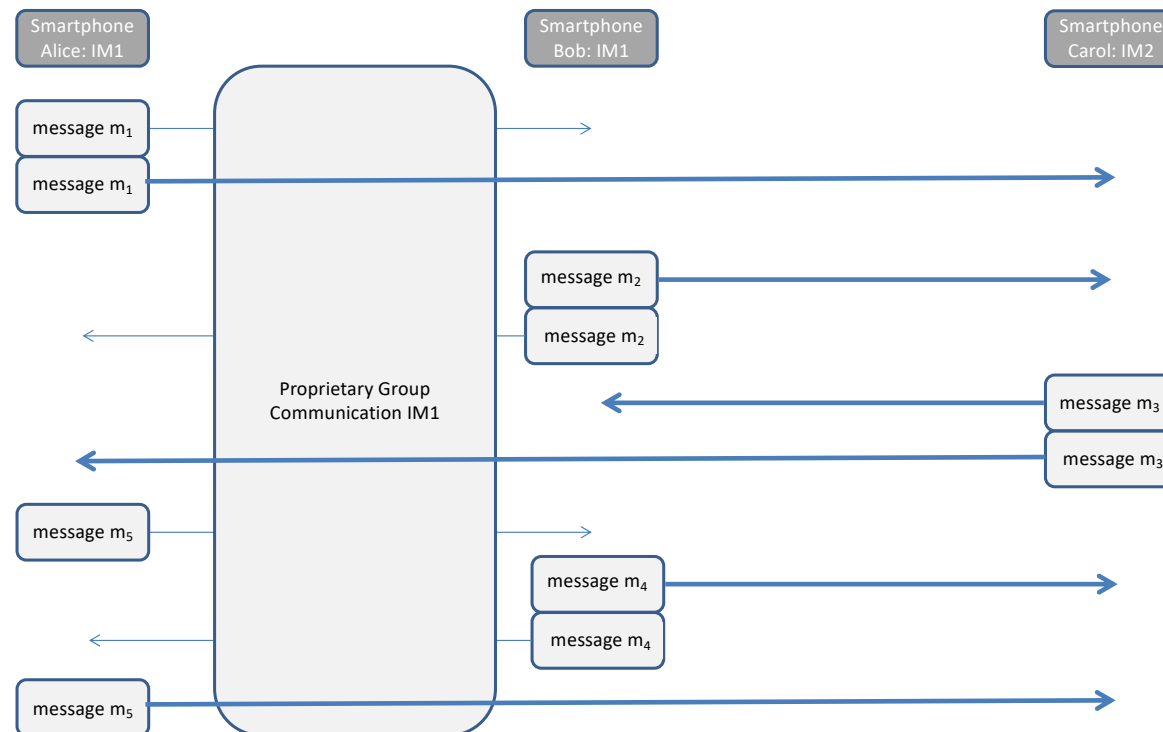 Smartphone
Alice: IM1
Smartphone
Bob: IM1
Smartphone
Carol: IM2
message m₁
message m₁
message m₂
message m₂
Proprietary Group
Communication IM1
message m₃
message m₃
message m₅
message m₄
message m₄
message m₅